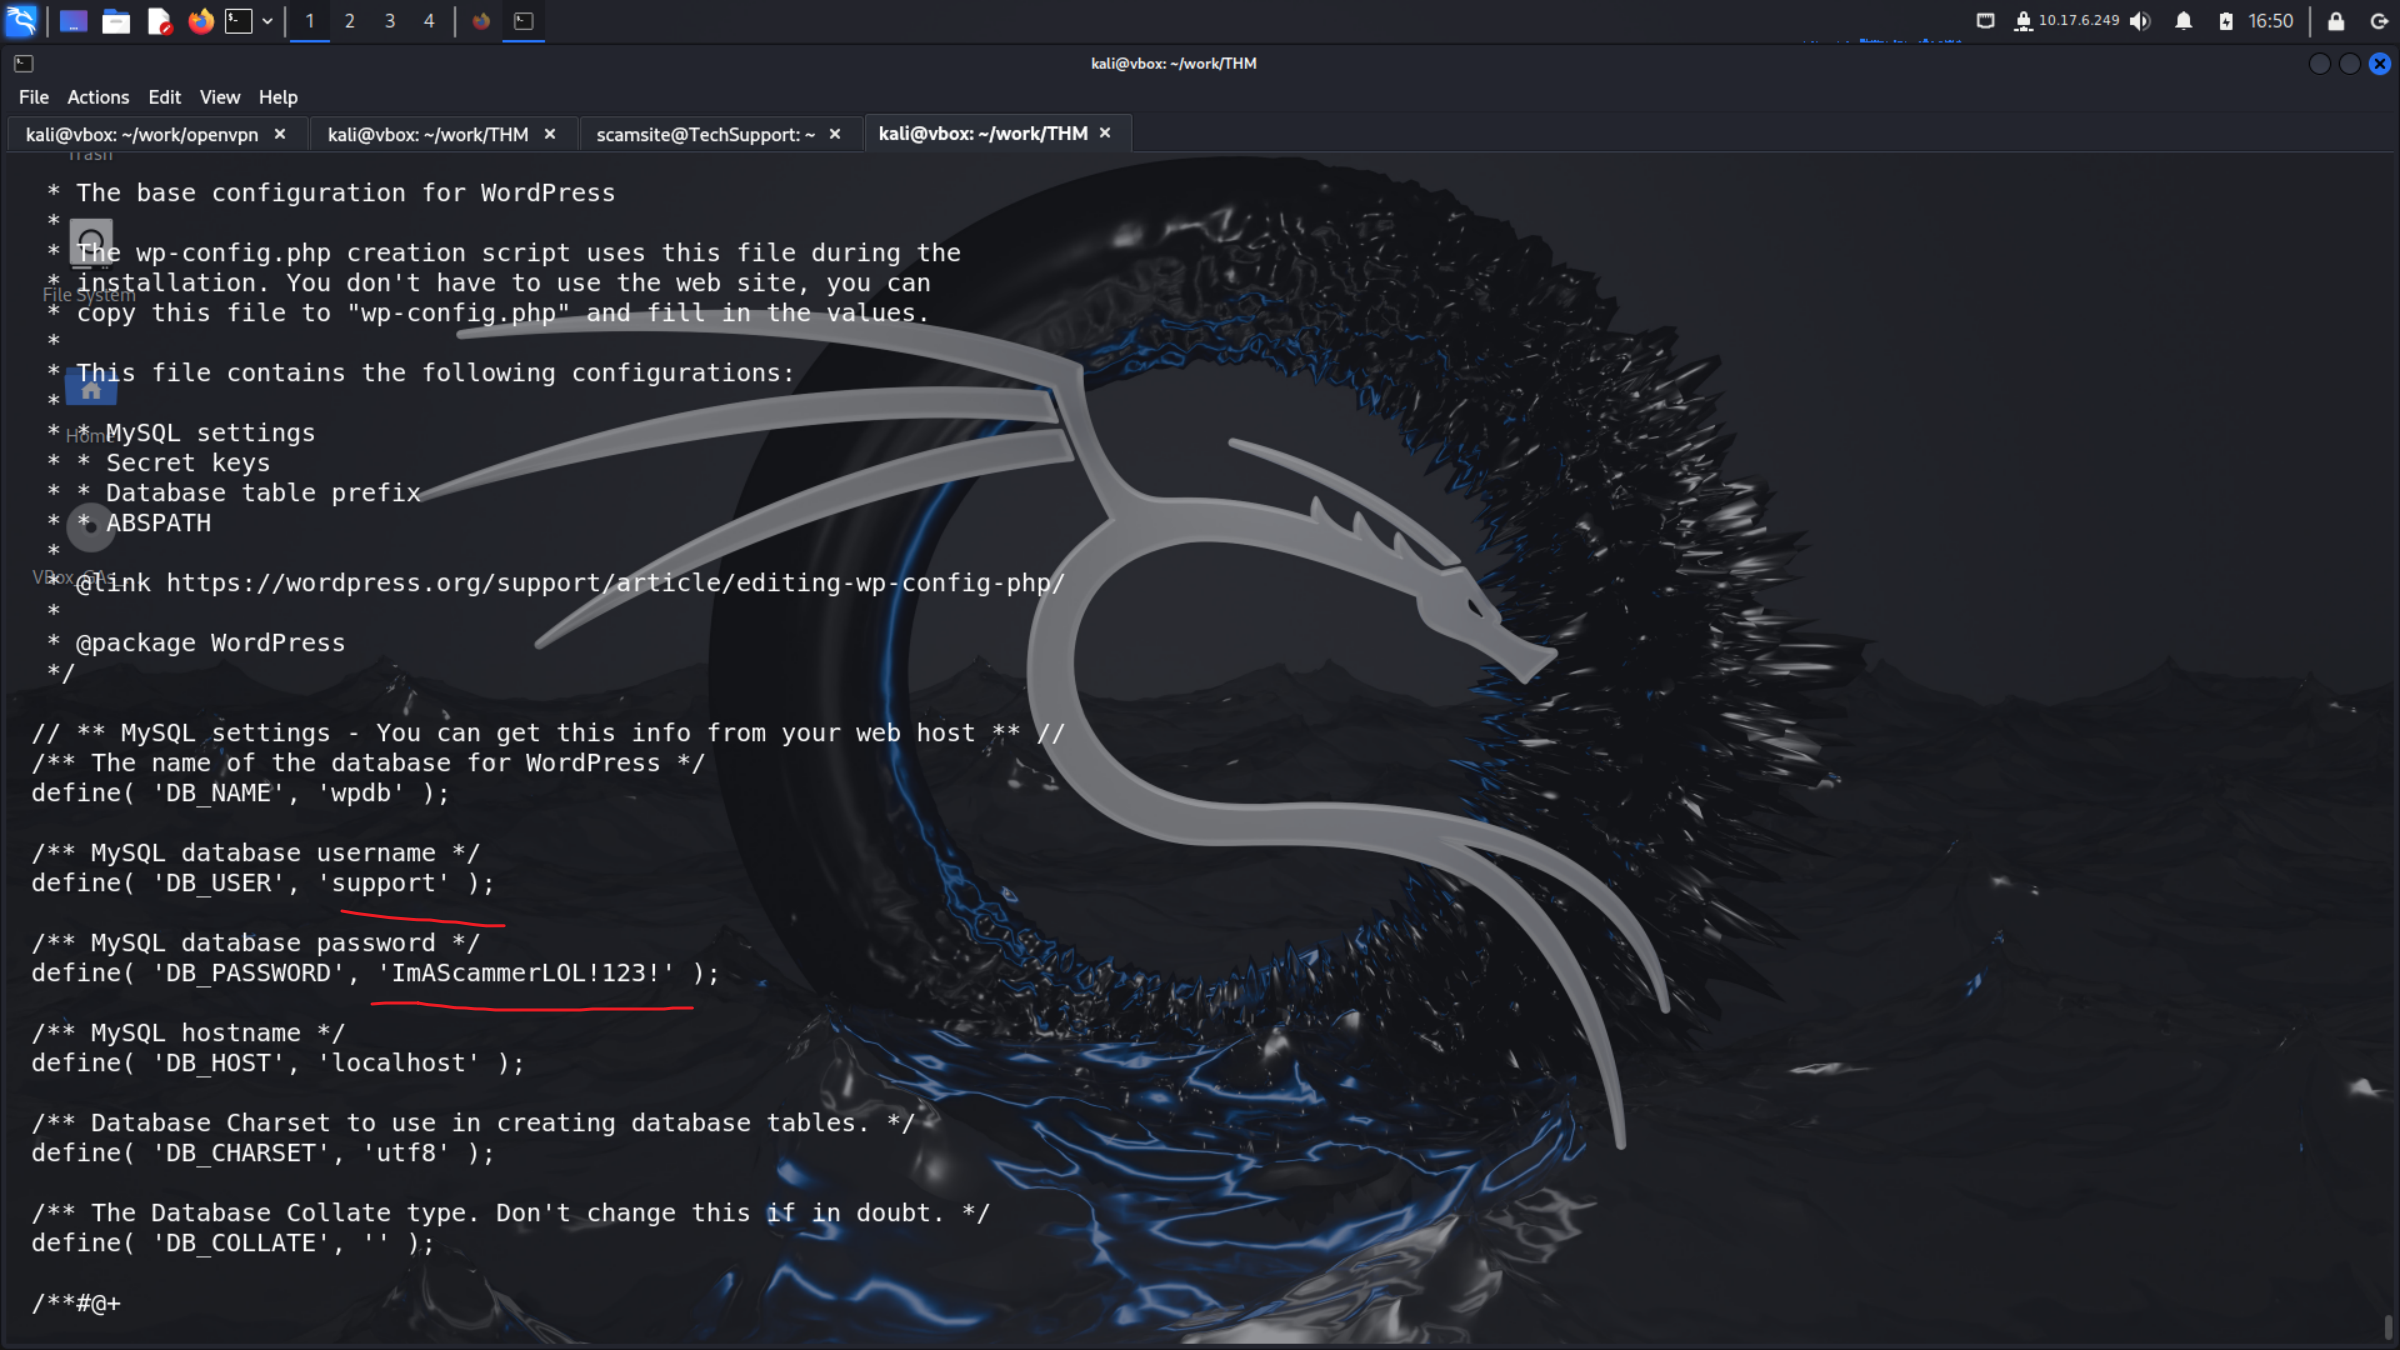 1 2 3 4 10.17.6.249 16:50
kali@vbox: ~/work/THM
File Actions Edit View Help
kali@vbox: ~/work/openvpn kali@vbox: ~/work/THM scamsite@TechSupport: ~ kali@vbox: ~/work/THM
Trash
* The base configuration for WordPress
*
* The wp-config.php creation script uses this file during the
* installation. You don't have to use the web site, you can
File System
* copy this file to "wp-config.php" and fill in the values.
*
* This file contains the following configurations:
*
* * MySQL settings
Home
* * Secret keys
* * Database table prefix
* * ABSPATH
*
* @link https://wordpress.org/support/article/editing-wp-config-php/
VBox_GAs_
*
* @package WordPress
*/
// ** MySQL settings - You can get this info from your web host ** //
/** The name of the database for WordPress */
define( 'DB_NAME', 'wpdb' );
/** MySQL database username */
define( 'DB_USER', 'support' );
/** MySQL database password */
define( 'DB_PASSWORD', 'ImAScammerLOL!123!' );
/** MySQL hostname */
define( 'DB_HOST', 'localhost' );
/** Database Charset to use in creating database tables. */
define( 'DB_CHARSET', 'utf8' );
/** The Database Collate type. Don't change this if in doubt. */
define( 'DB_COLLATE', '' );
/**#@+